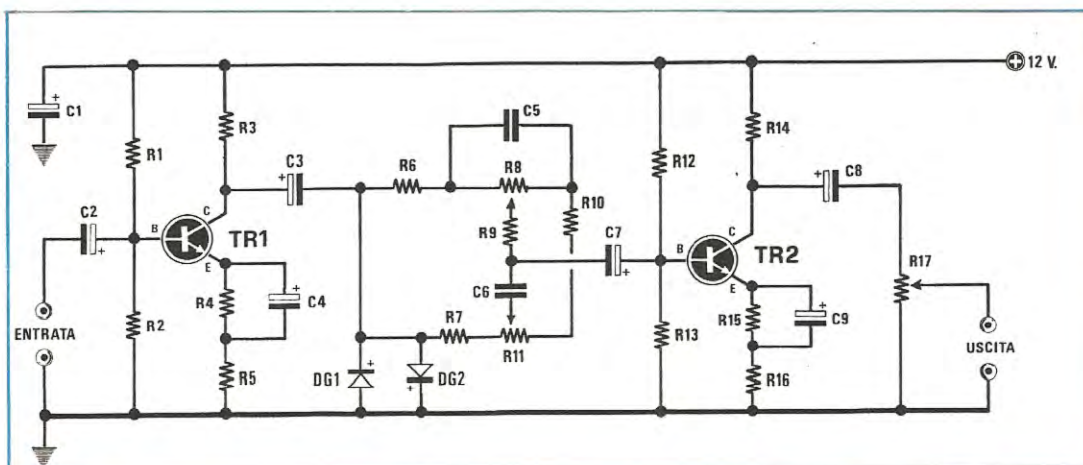 12 V.
C1
R1
R3
C3
C5
R6
R8
R10
R9
R12
R14
C8
C2
B
C
E
TR1
C7
B
C
E
TR2
R17
ENTRATA
R2
R4
C4
C6
R7
R11
R13
R15
C9
USCITA
R5
DG1
DG2
R16
+
+
+
+
+
+
+
+
+
+